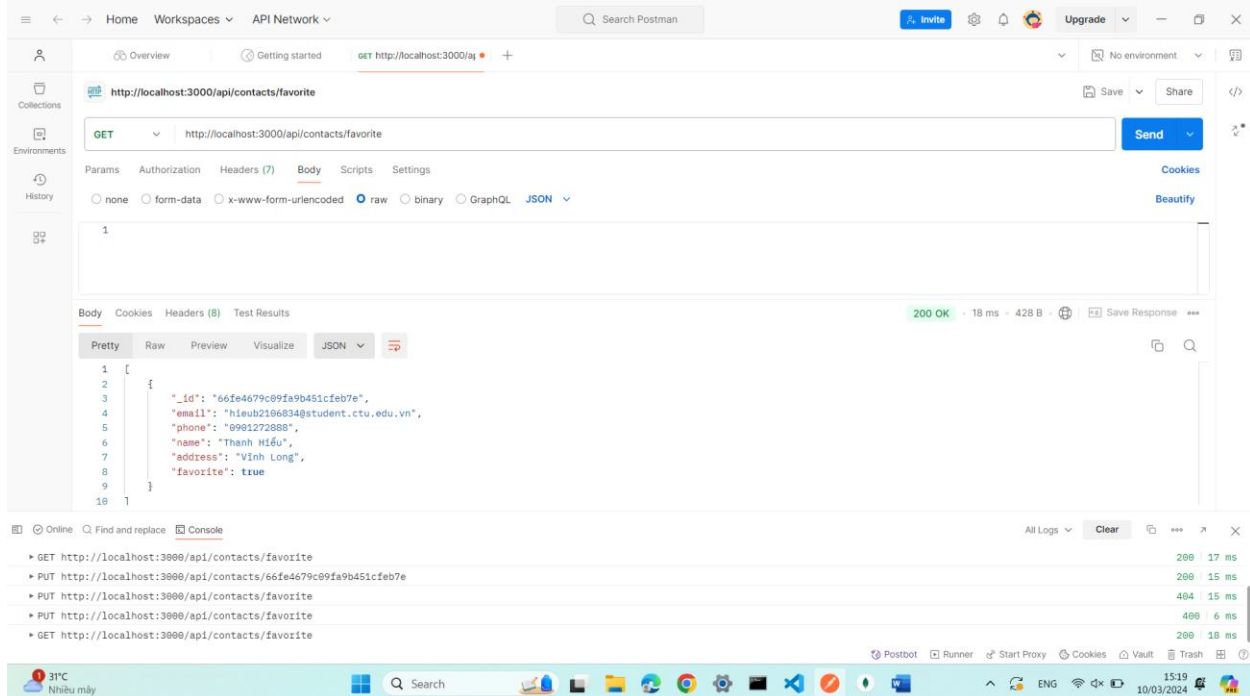 Home Workspaces API Network Search Postman Invite Upgrade
Overview Getting started GET http://localhost:3000/ap No environment
HTTP http://localhost:3000/api/contacts/favorite Save Share
Collections
GET http://localhost:3000/api/contacts/favorite Send
Environments
Params Authorization Headers (7) Body Scripts Settings Cookies
History
none form-data x-www-form-urlencoded raw binary GraphQL JSON Beautify
1
Body Cookies Headers (8) Test Results 200 OK 18 ms 428 B Save Response
Pretty Raw Preview Visualize JSON
1 [
2 {
3 "_id": "66fe4679c09fa9b451cfeb7e",
4 "email": "hieub2106834@student.ctu.edu.vn",
5 "phone": "0901272888",
6 "name": "Thanh Hiếu",
7 "address": "Vĩnh Long",
8 "favorite": true
9 }
10 ]
Online Find and replace Console All Logs Clear
GET http://localhost:3000/api/contacts/favorite 200 17 ms
PUT http://localhost:3000/api/contacts/66fe4679c09fa9b451cfeb7e 200 15 ms
PUT http://localhost:3000/api/contacts/favorite 404 15 ms
PUT http://localhost:3000/api/contacts/favorite 400 6 ms
GET http://localhost:3000/api/contacts/favorite 200 18 ms
Postbot Runner Start Proxy Cookies Vault Trash
1 31°C Search ENG 15:19
Nhiều mây 10/03/2024